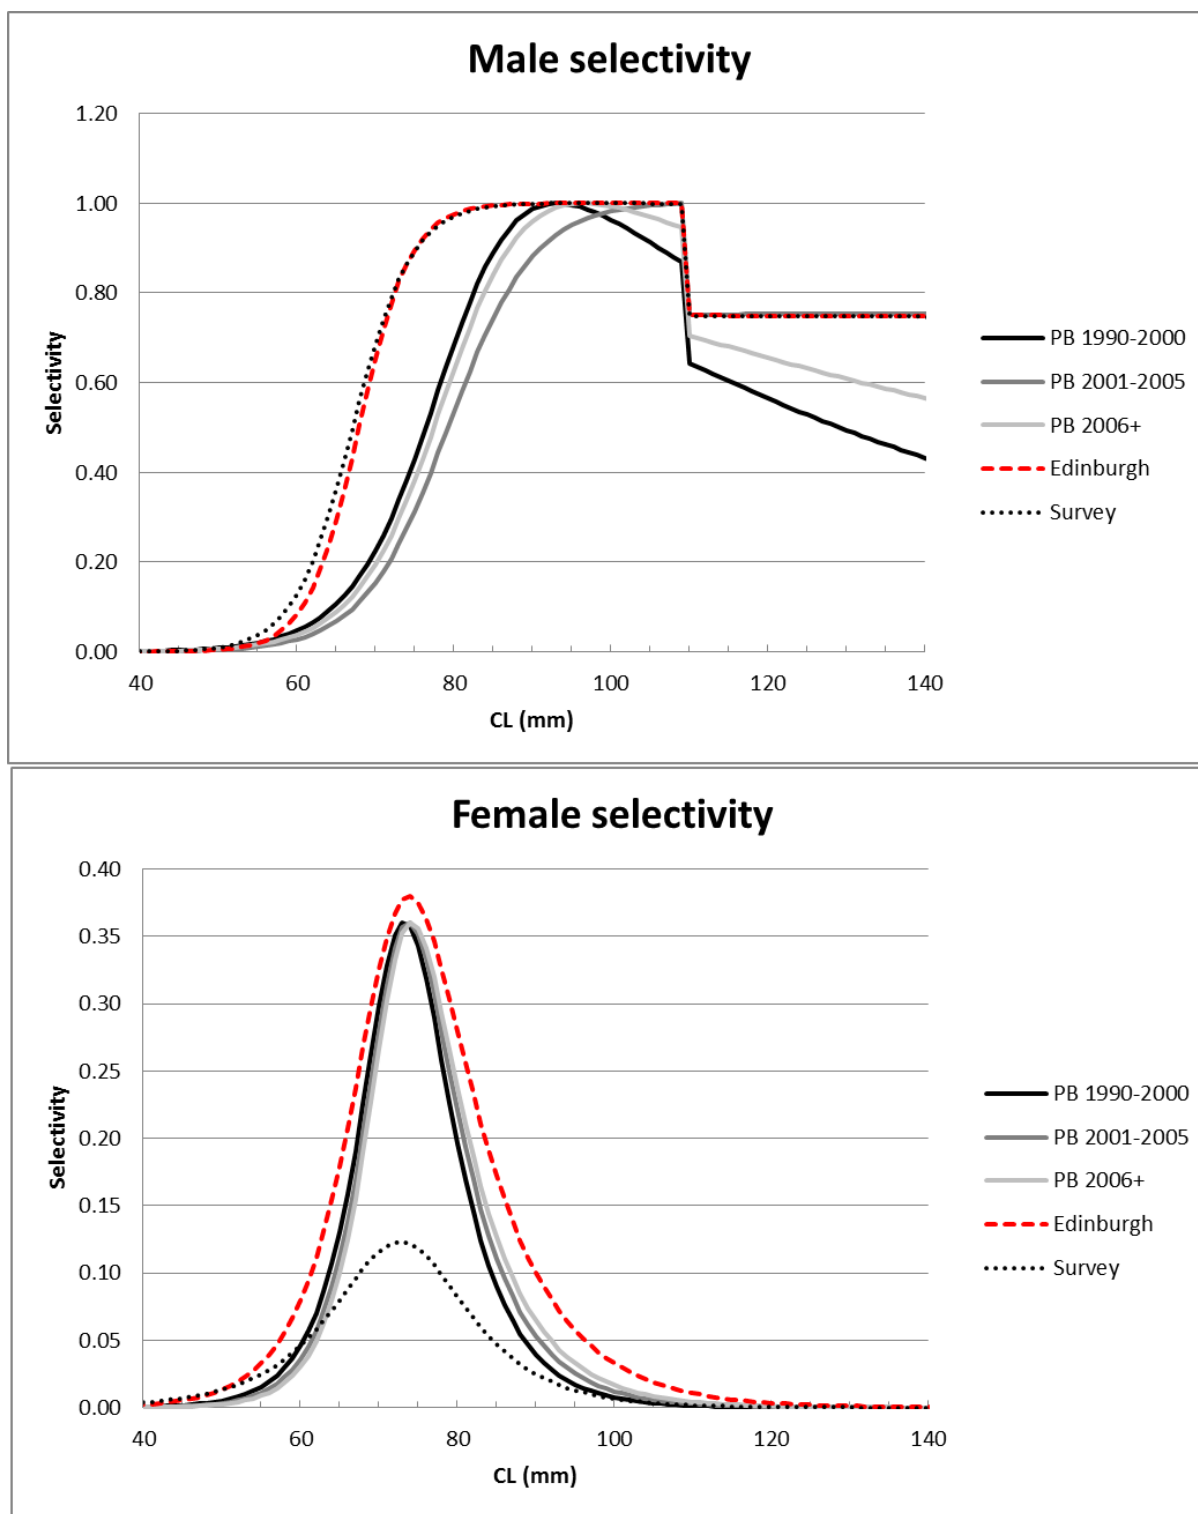 Male selectivity
1.20
1.00
0.80
0.60
0.40
0.20
0.00
Selectivity
40 60 80 100 120 140
CL (mm)
PB 1990-2000
PB 2001-2005
PB 2006+
Edinburgh
Survey
Female selectivity
0.40
0.35
0.30
0.25
0.20
0.15
0.10
0.05
0.00
Selectivity
40 60 80 100 120 140
CL (mm)
PB 1990-2000
PB 2001-2005
PB 2006+
Edinburgh
Survey